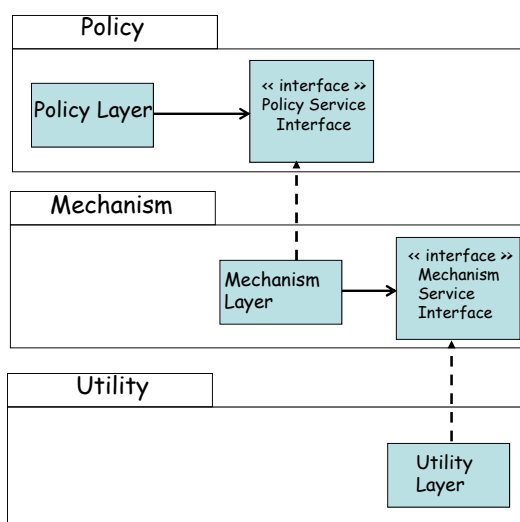 Policy
Policy Layer
‹‹ interface ››
Policy Service
Interface
Mechanism
Mechanism
Layer
‹‹ interface ››
Mechanism
Service
Interface
Utility
Utility
Layer